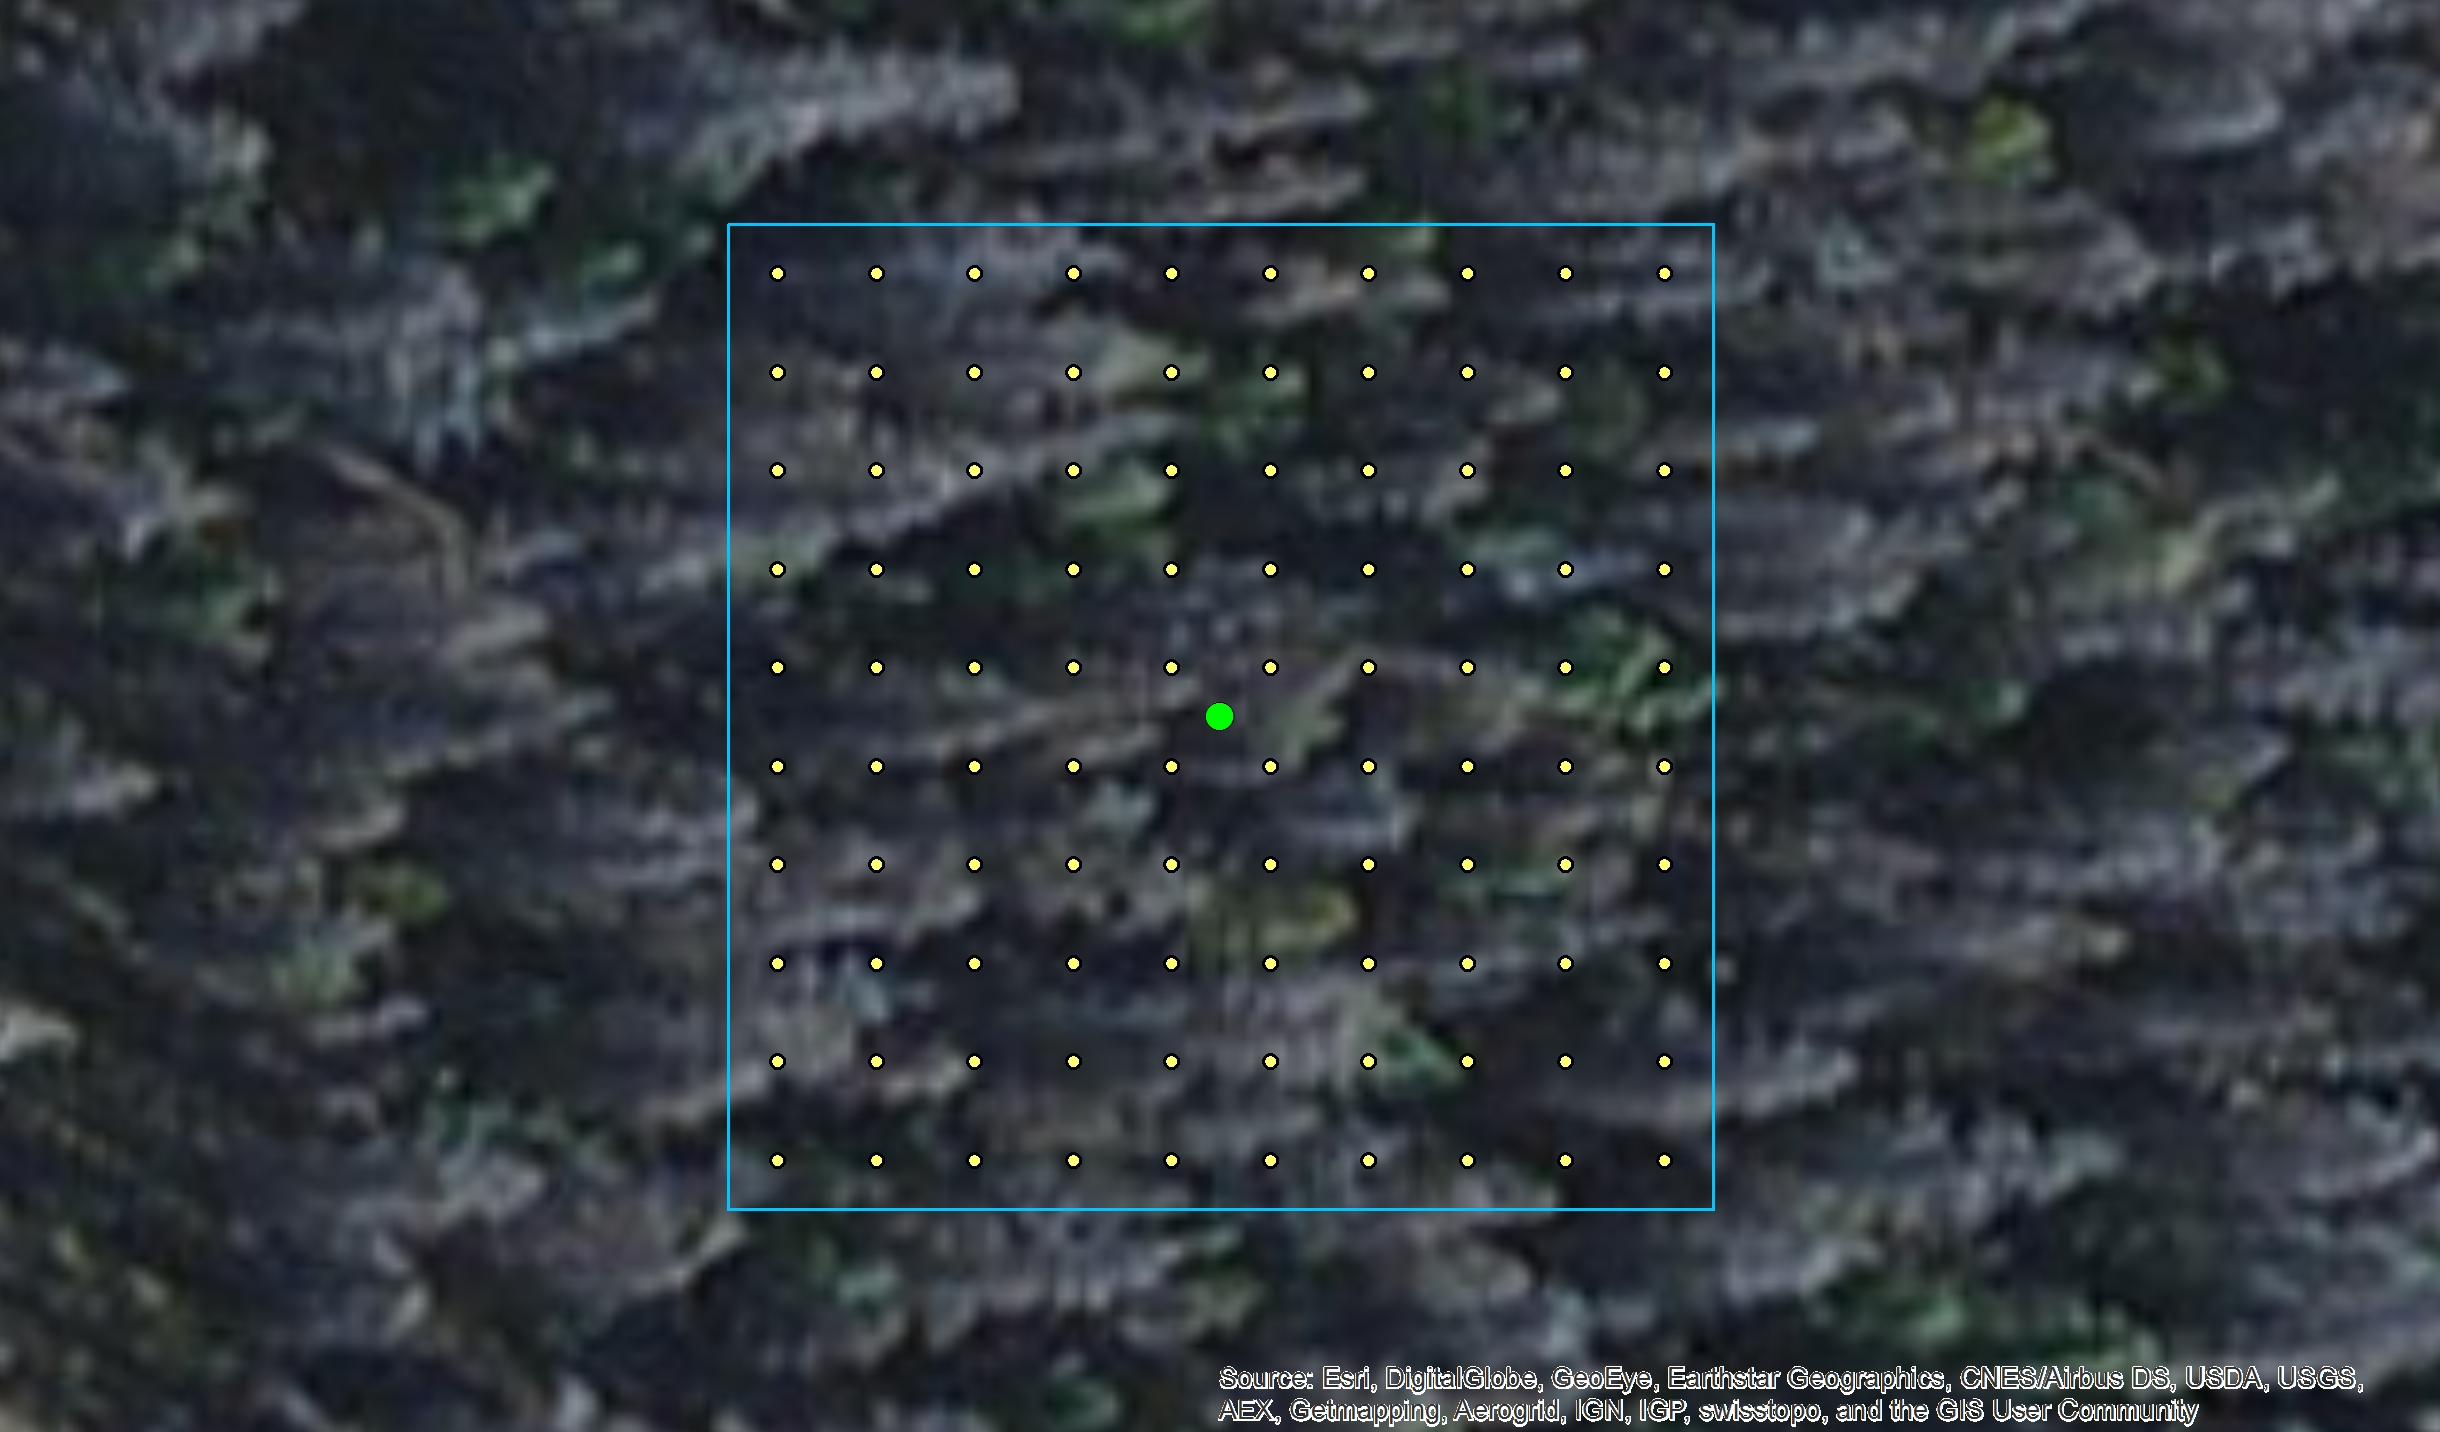 Source: Esri, DigitalGlobe, GeoEye, Earthstar Geographics, CNES/Airbus DS, USDA, USGS,
AEX, Getmapping, Aerogrid, IGN, IGP, swisstopo, and the GIS User Community